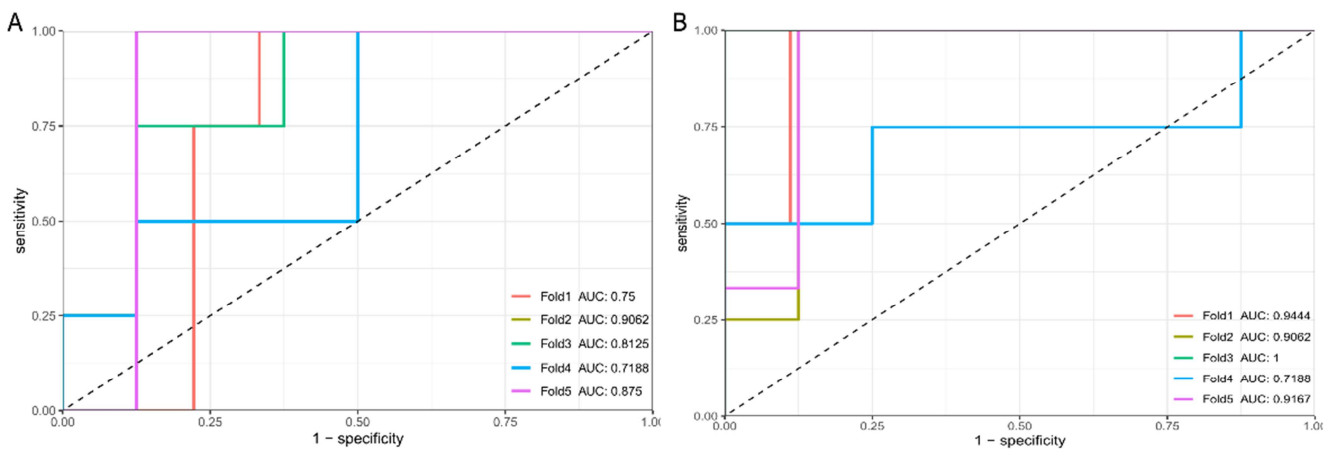 A
1.00
0.75
0.50
0.25
0.00
sensitivity
0.00 0.25 0.50 0.75 1.0
1 − specificity
Fold1 AUC: 0.75
Fold2 AUC: 0.9062
Fold3 AUC: 0.8125
Fold4 AUC: 0.7188
Fold5 AUC: 0.875
B
1.00
0.75
0.50
0.25
0.00
sensitivity
0.00 0.25 0.50 0.75 1.0
1 − specificity
Fold1 AUC: 0.9444
Fold2 AUC: 0.9062
Fold3 AUC: 1
Fold4 AUC: 0.7188
Fold5 AUC: 0.9167